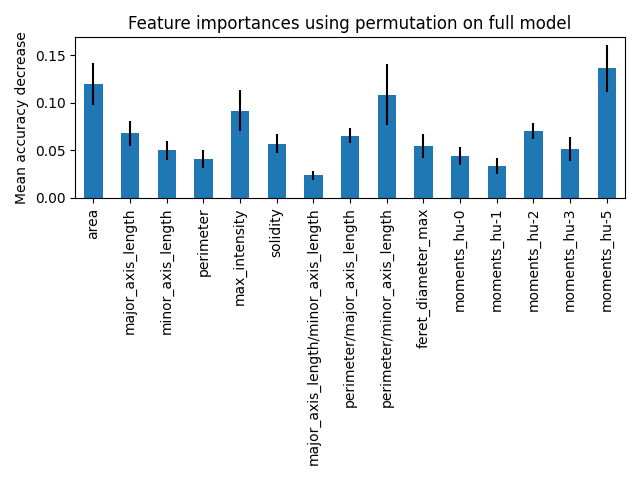 Feature importances using permutation on full model
Mean accuracy decrease
0.15
0.10
0.05
0.00
area
major_axis_length
minor_axis_length
perimeter
max_intensity
solidity
major_axis_length/minor_axis_length
perimeter/major_axis_length
perimeter/minor_axis_length
feret_diameter_max
moments_hu-0
moments_hu-1
moments_hu-2
moments_hu-3
moments_hu-5